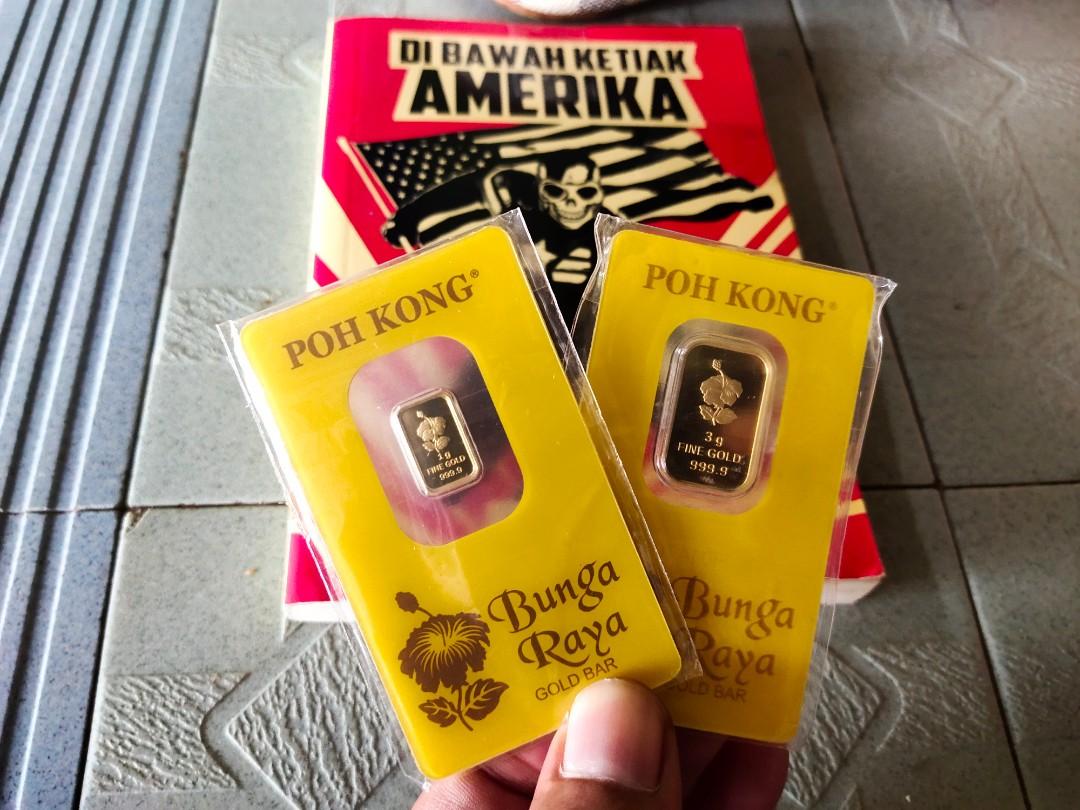 DI BAWAH KETIAK
AMERIKA
POH KONG®
1 g
FINE GOLD
999.9
Bunga
Raya
GOLD BAR
POH KONG®
3 g
FINE GOLD
999.9
Bunga
Raya
GOLD BAR